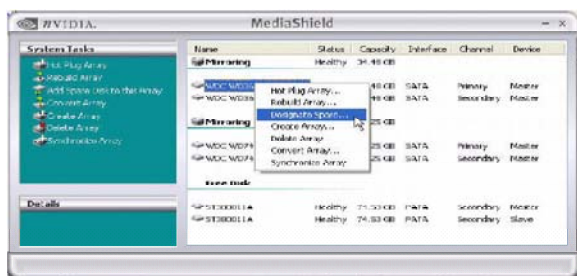 NVIDIA. MediaShield
System Tasks
Hot Plug Array
Rebuild Array
Add Spare Disk to this Array
Convert Array
Create Array
Delete Array
Synchronize Array
Details
Name Status Capacity Interface Channel Device
Mirroring Healthy 34.48 GB
SATA Primary Master
SATA Secondary Master
Hot Plug Array...
Rebuild Array...
Designate Spare...
Create Array...
Delete Array
Convert Array...
Synchronize Array
Mirroring
SATA Primary Master
SATA Secondary Master
Free Disk
ST380011A Healthy 74.53 GB PATA Secondary Master
ST380011A Healthy 74.53 GB PATA Secondary Slave